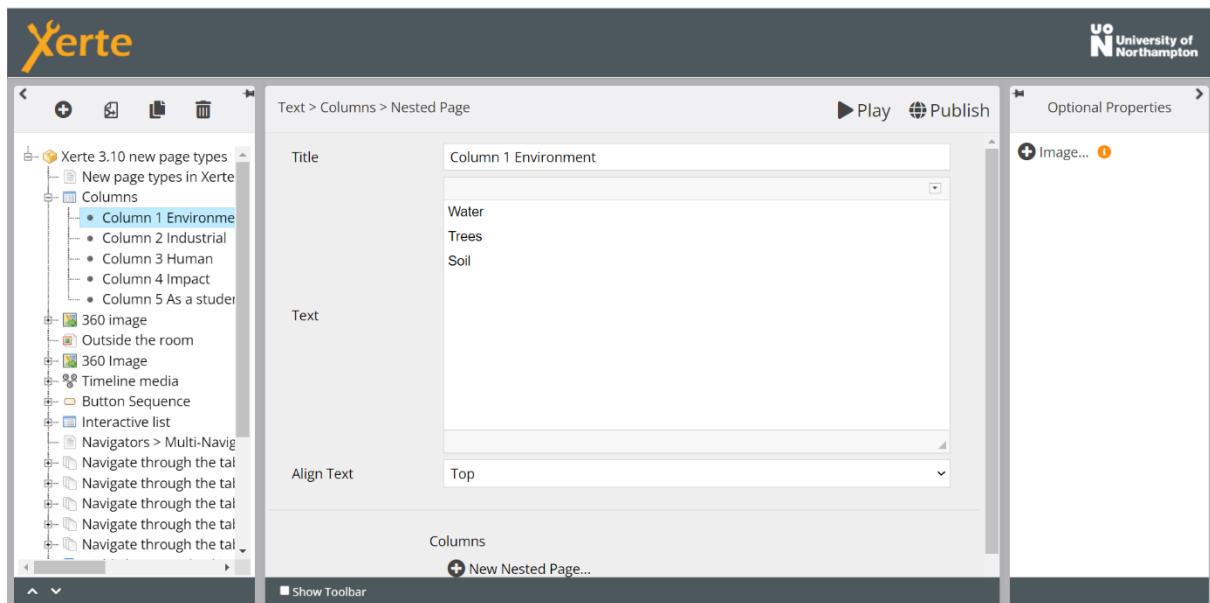 Xerte
UON University of Northampton
Text > Columns > Nested Page
Play
Publish
Optional Properties
Xerte 3.10 new page types
New page types in Xerte
Columns
Column 1 Environme
Column 2 Industrial
Column 3 Human
Column 4 Impact
Column 5 As a studer
360 image
Outside the room
360 Image
Timeline media
Button Sequence
Interactive list
Navigators > Multi-Navig
Navigate through the tal
Navigate through the tal
Navigate through the tal
Navigate through the tal
Navigate through the tal
Title
Column 1 Environment
Text
Water
Trees
Soil
Align Text
Top
Columns
New Nested Page...
Image...
Show Toolbar